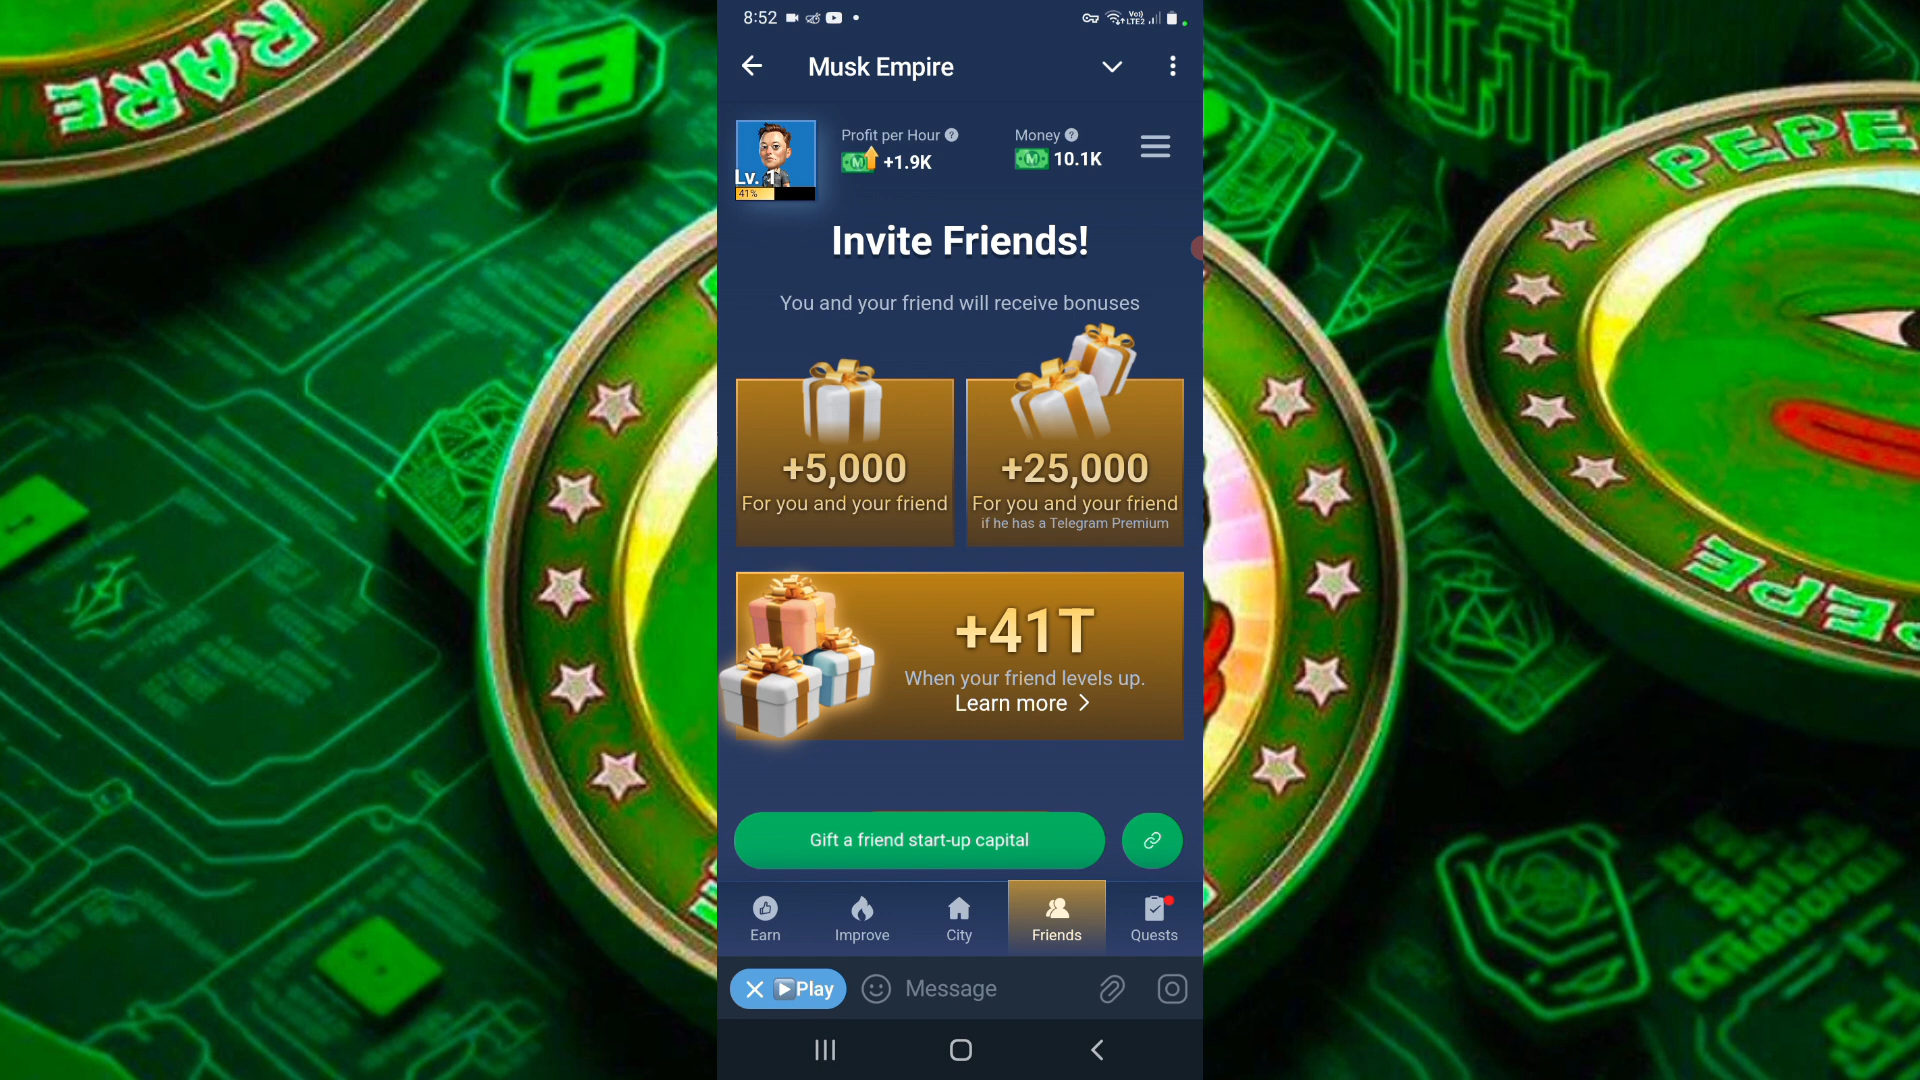 RARE
PEPE
PEPE
8:52
Vo)
LTE2
Musk Empire
Profit per Hour ?
+1.9K
Money ?
10.1K
Lv. 1
41%
Invite Friends!
You and your friend will receive bonuses
+5,000
For you and your friend
+25,000
For you and your friend
if he has a Telegram Premium
+41T
When your friend levels up.
Learn more >
Gift a friend start-up capital
Earn
Improve
City
Friends
Quests
Play
Message